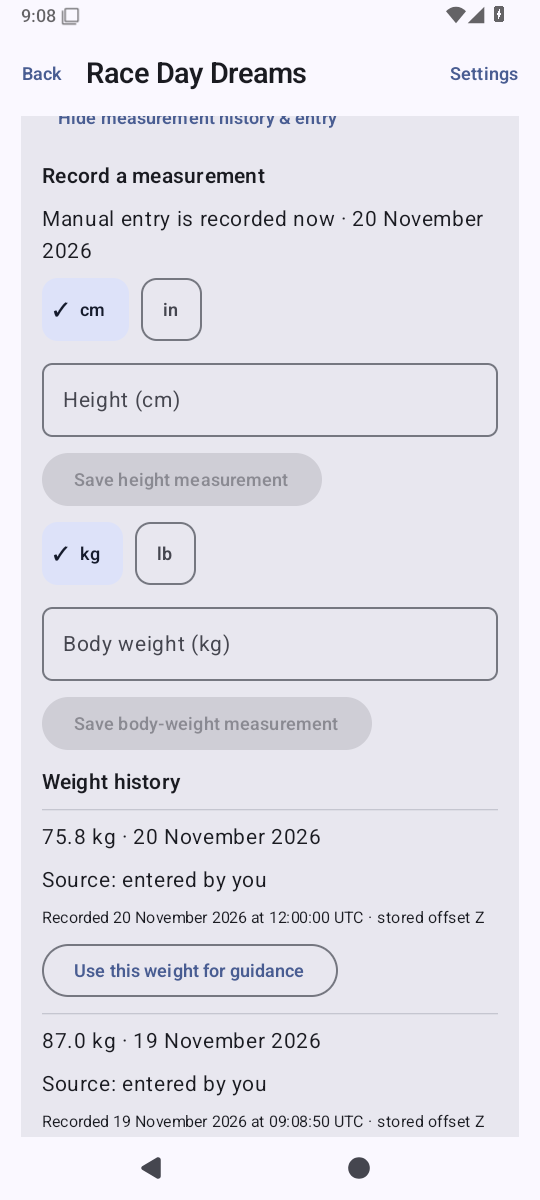 9:08
Back
Race Day Dreams
Settings
Hide measurement history & entry
Record a measurement
Manual entry is recorded now · 20 November
2026
✓ cm
in
Height (cm)
Save height measurement
✓ kg
lb
Body weight (kg)
Save body-weight measurement
Weight history
75.8 kg · 20 November 2026
Source: entered by you
Recorded 20 November 2026 at 12:00:00 UTC · stored offset Z
Use this weight for guidance
87.0 kg · 19 November 2026
Source: entered by you
Recorded 19 November 2026 at 09:08:50 UTC · stored offset Z